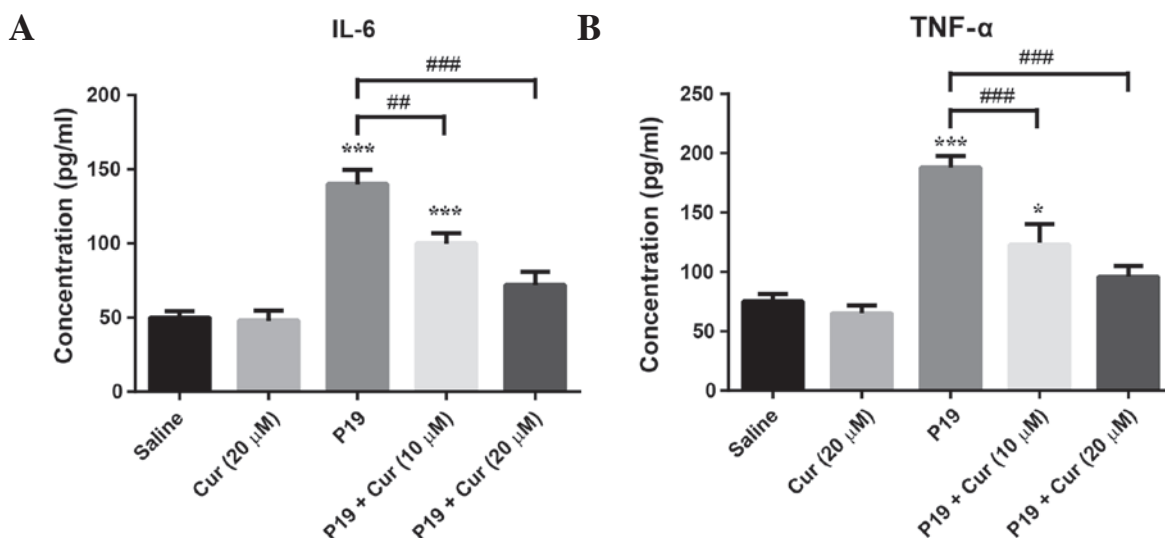 A
IL-6
Concentration (pg/ml)
200
150
100
50
0
###
##
***
***
Saline
Cur (20 μM)
P19
P19 + Cur (10 μM)
P19 + Cur (20 μM)
B
TNF-α
Concentration (pg/ml)
250
200
150
100
50
0
###
###
***
*
Saline
Cur (20 μM)
P19
P19 + Cur (10 μM)
P19 + Cur (20 μM)